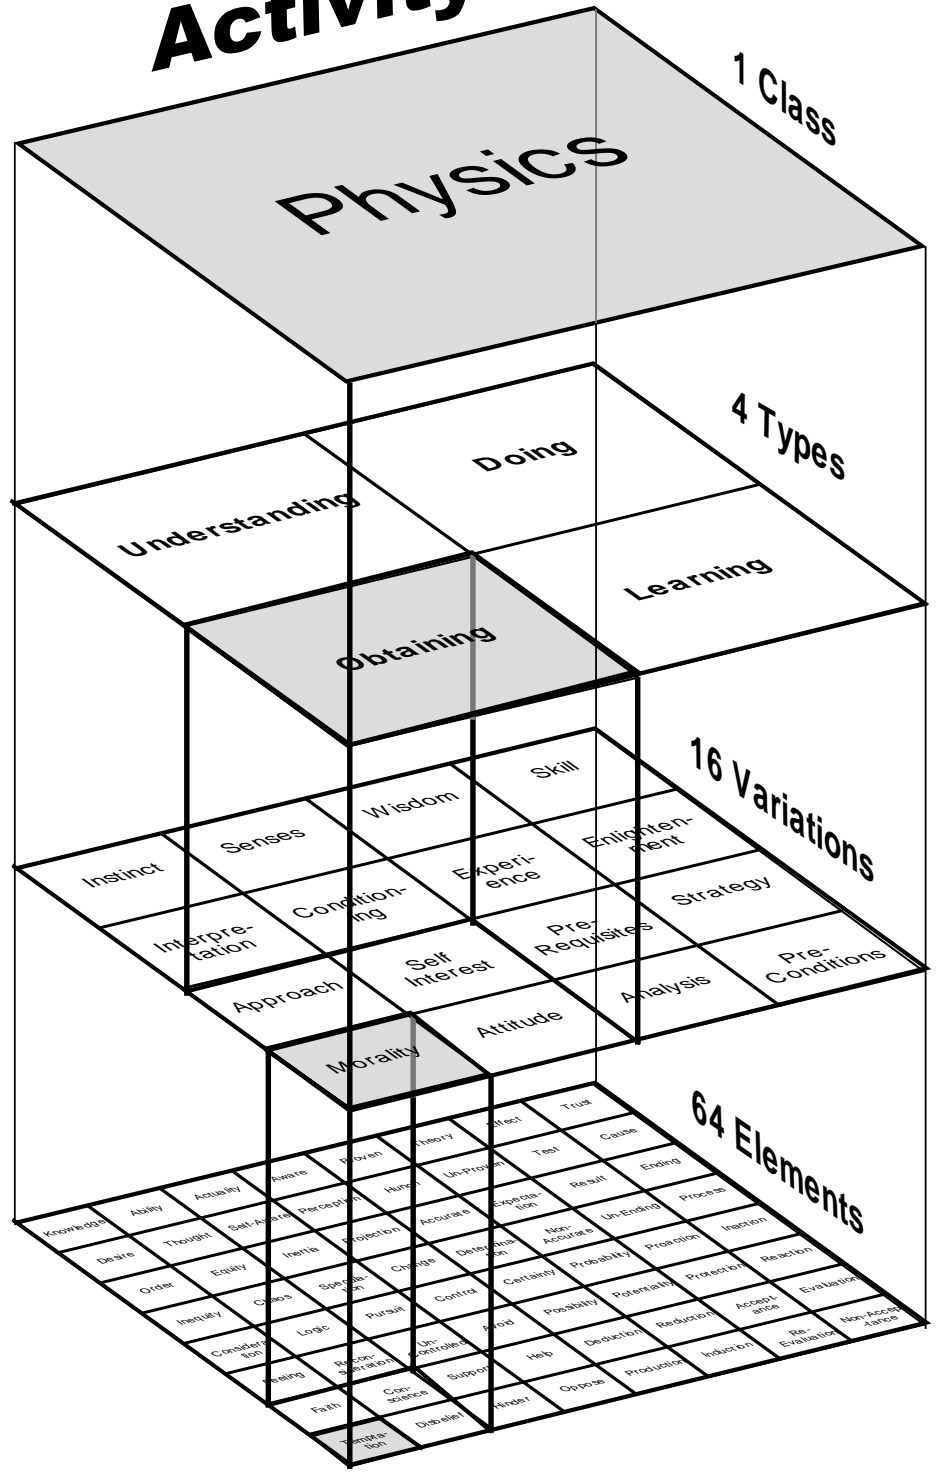 Activity
1 Class
Physics
4 Types
Doing
Understanding
Learning
Obtaining
16 Variations
Skill
Wisdom
Senses
Instinct
Enlighten-
ment
Experi-
ence
Condition-
ing
Interpre-
tation
Strategy
Pre-
Requisites
Self
Interest
Approach
Pre-
Conditions
Analysis
Attitude
Morality
64 Elements
Trust
Effect
Theory
Proven
Aware
Actuality
Ability
Knowledge
Cause
Test
Un-Proven
Hunch
Perception
Self-Aware
Thought
Desire
Ending
Result
Expecta-
tion
Accurate
Projection
Inertia
Equity
Order
Process
Un-Ending
Non-
Accurate
Determina-
tion
Change
Specula-
tion
Chaos
Inequity
Inaction
Proaction
Probability
Certainty
Control
Pursuit
Logic
Considera-
tion
Reaction
Protection
Potentiality
Possibility
Avoid
Un-
Controlled
Recon-
sideration
Feeling
Evaluation
Accept-
ance
Reduction
Deduction
Help
Support
Con-
science
Faith
Non-Accep-
tance
Re-
Evaluation
Induction
Production
Oppose
Hinder
Disbelief
Tempta-
tion